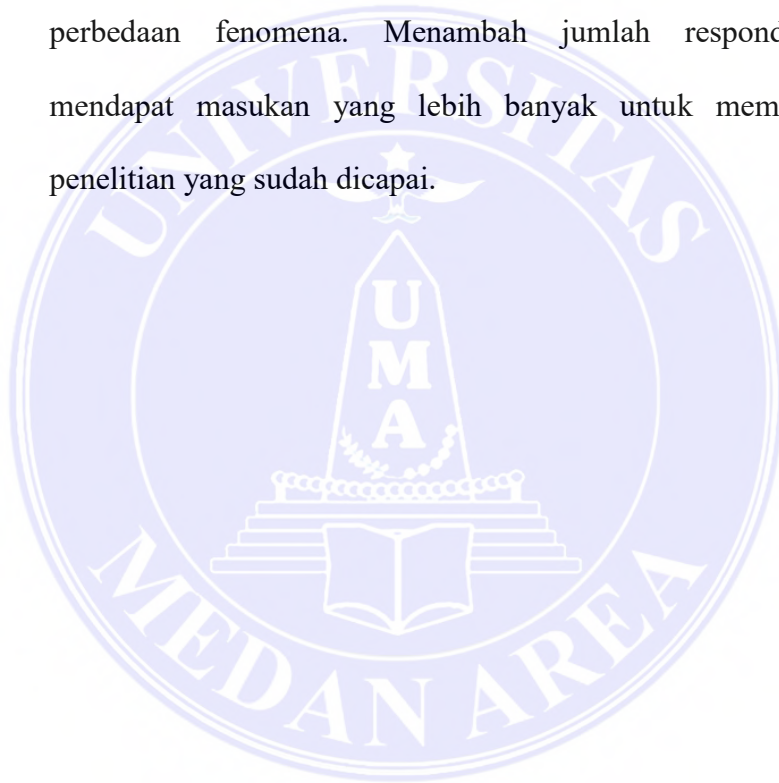 perbedaan fenomena. Menambah jumlah respond
mendapat masukan yang lebih banyak untuk mem
penelitian yang sudah dicapai.
UNIVERSITAS
UMA
MEDAN AREA